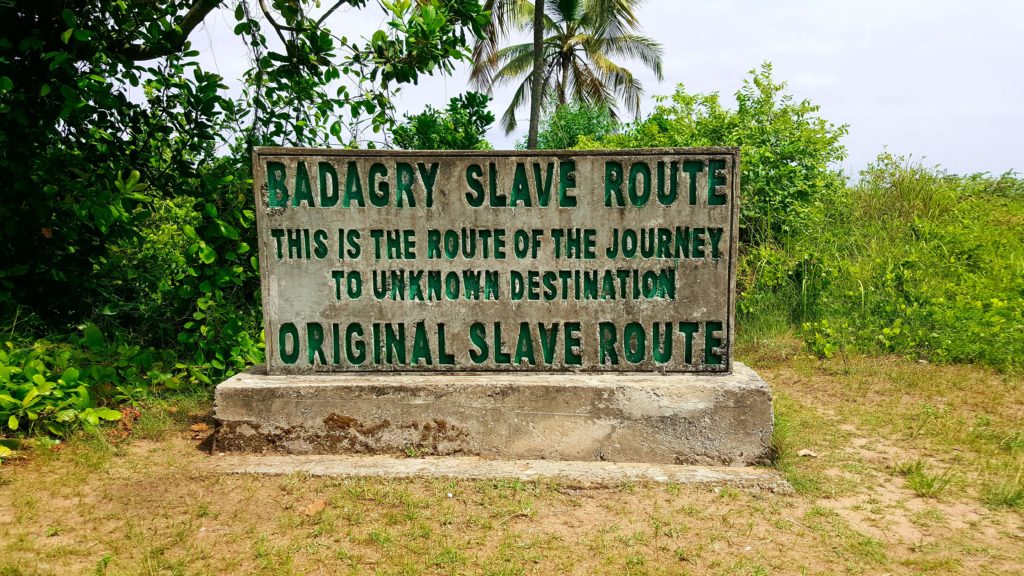 BADAGRY SLAVE ROUTE
THIS IS THE ROUTE OF THE JOURNEY
TO UNKNOWN DESTINATION
ORIGINAL SLAVE ROUTE